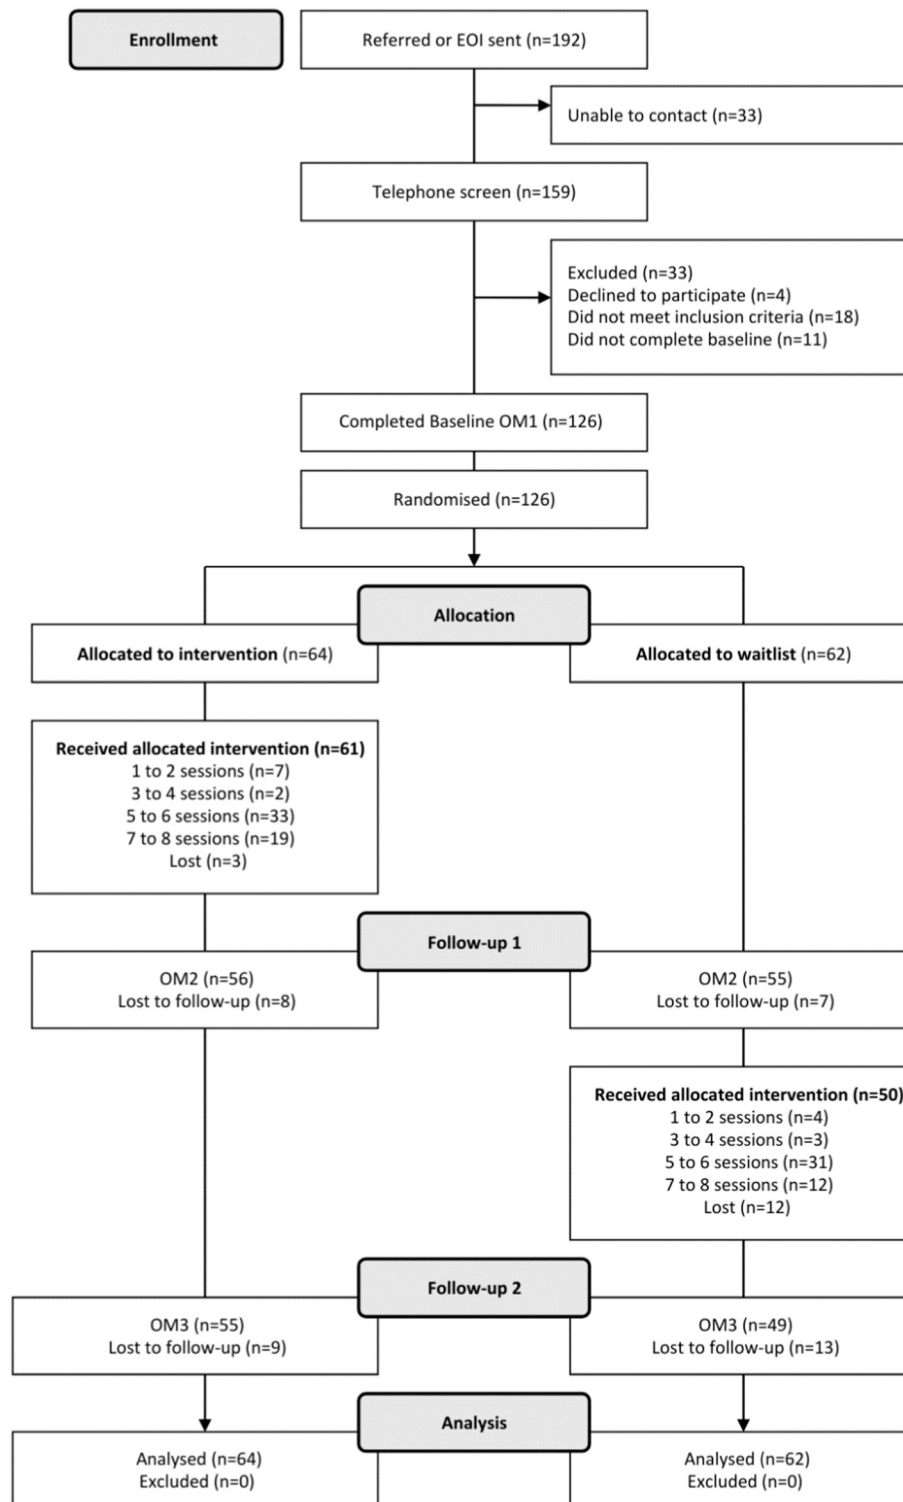 Enrollment
Referred or EOI sent (n=192)
Unable to contact (n=33)
Telephone screen (n=159)
Excluded (n=33)
Declined to participate (n=4)
Did not meet inclusion criteria (n=18)
Did not complete baseline (n=11)
Completed Baseline OM1 (n=126)
Randomised (n=126)
Allocation
Allocated to intervention (n=64)
Allocated to waitlist (n=62)
Received allocated intervention (n=61)
1 to 2 sessions (n=7)
3 to 4 sessions (n=2)
5 to 6 sessions (n=33)
7 to 8 sessions (n=19)
Lost (n=3)
Follow-up 1
OM2 (n=56)
Lost to follow-up (n=8)
OM2 (n=55)
Lost to follow-up (n=7)
Received allocated intervention (n=50)
1 to 2 sessions (n=4)
3 to 4 sessions (n=3)
5 to 6 sessions (n=31)
7 to 8 sessions (n=12)
Lost (n=12)
Follow-up 2
OM3 (n=55)
Lost to follow-up (n=9)
OM3 (n=49)
Lost to follow-up (n=13)
Analysis
Analysed (n=64)
Excluded (n=0)
Analysed (n=62)
Excluded (n=0)